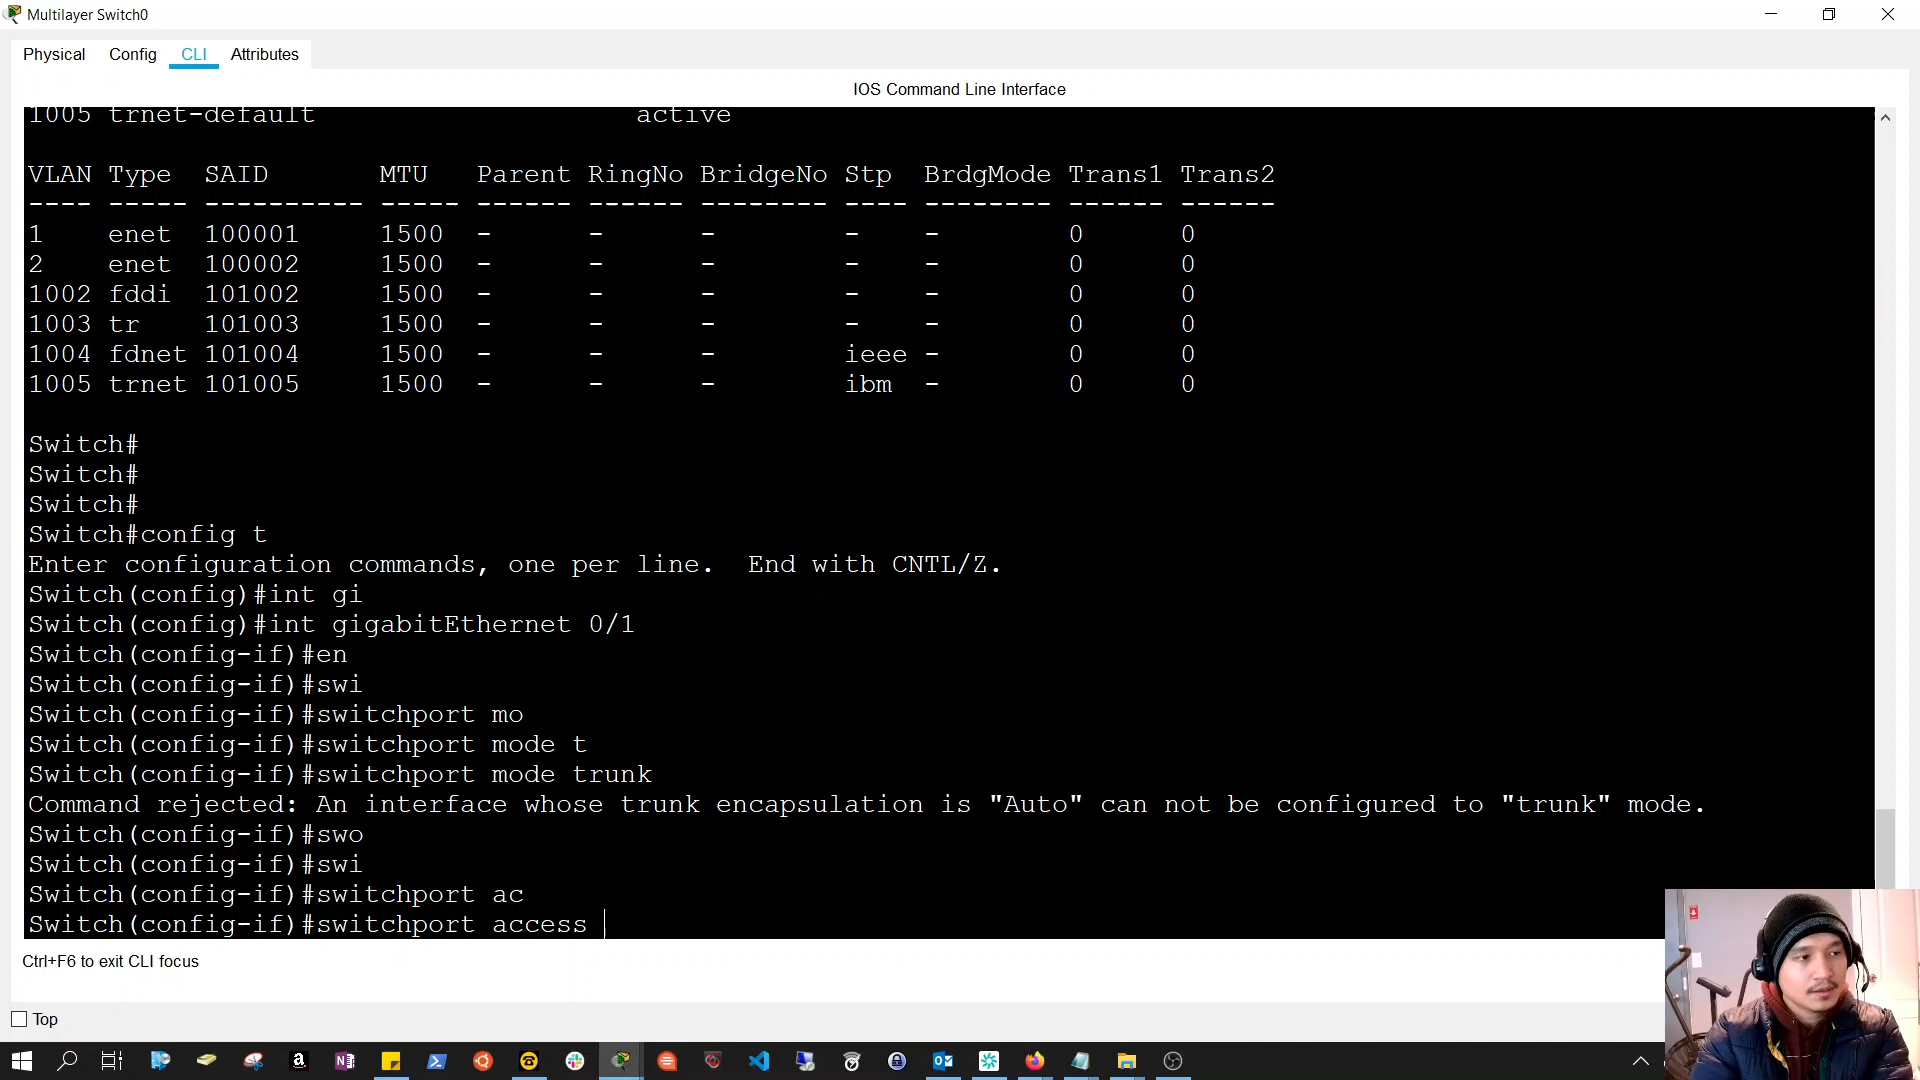 Multilayer Switch0
Physical Config CLI Attributes
IOS Command Line Interface
1005 trnet-default active
VLAN Type SAID MTU Parent RingNo BridgeNo Stp BrdgMode Trans1 Trans2
---- ----- ---------- ----- ------ ------ -------- ---- -------- ------ ------
1 enet 100001 1500 - - - - - 0 0
2 enet 100002 1500 - - - - - 0 0
1002 fddi 101002 1500 - - - - - 0 0
1003 tr 101003 1500 - - - - - 0 0
1004 fdnet 101004 1500 - - - ieee - 0 0
1005 trnet 101005 1500 - - - ibm - 0 0
Switch#
Switch#
Switch#
Switch#config t
Enter configuration commands, one per line. End with CNTL/Z.
Switch(config)#int gi
Switch(config)#int gigabitEthernet 0/1
Switch(config-if)#en
Switch(config-if)#swi
Switch(config-if)#switchport mo
Switch(config-if)#switchport mode t
Switch(config-if)#switchport mode trunk
Command rejected: An interface whose trunk encapsulation is "Auto" can not be configured to "trunk" mode.
Switch(config-if)#swo
Switch(config-if)#swi
Switch(config-if)#switchport ac
Switch(config-if)#switchport access
Ctrl+F6 to exit CLI focus
Top